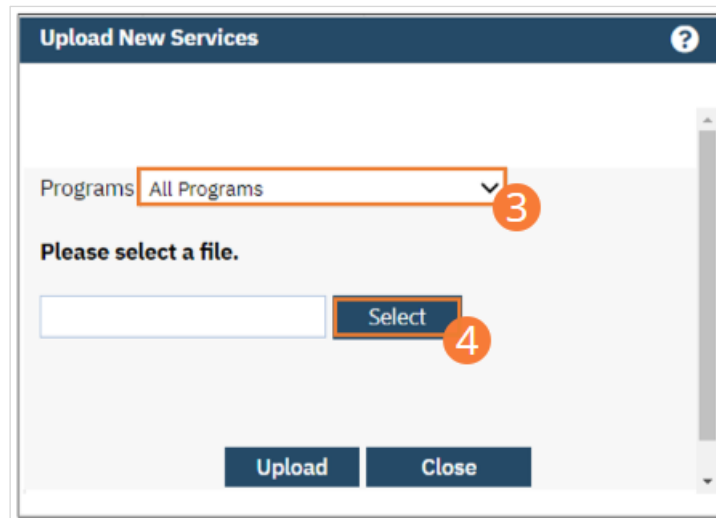 Upload New Services ?
Programs All Programs 3
Please select a file.
Select 4
Upload Close